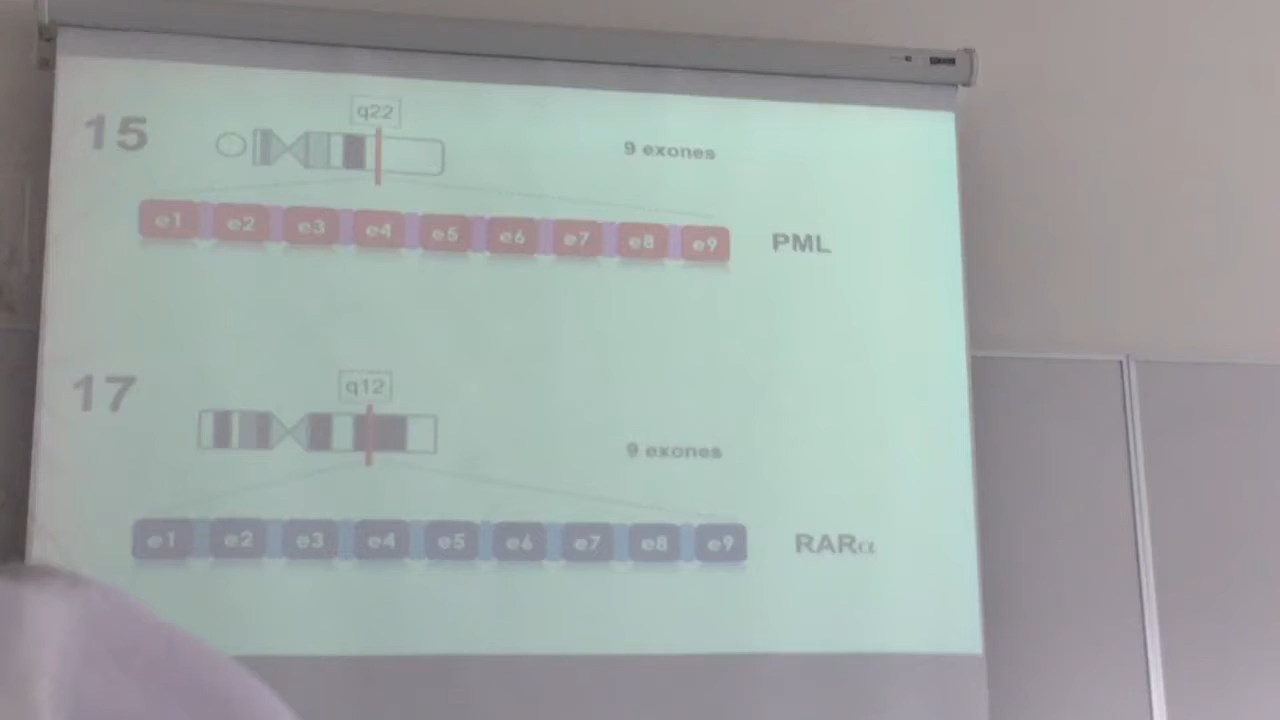 q22
15
9 exones
e1 e2 e3 e4 e5 e6 e7 e8 e9
PML
q12
17
9 exones
e1 e2 e3 e4 e5 e6 e7 e8 e9
RARα